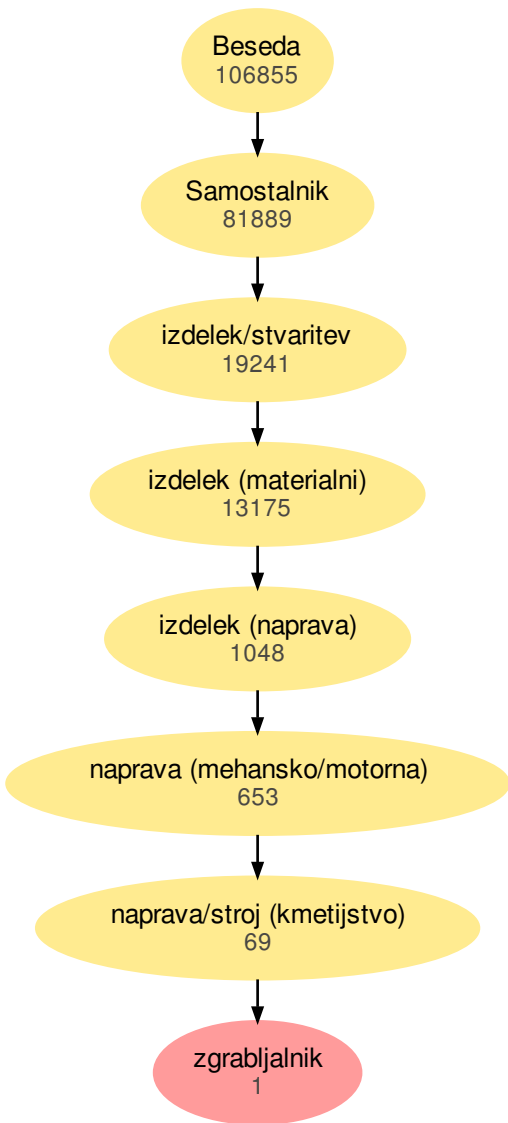 Beseda
106855
Samostalnik
81889
izdelek/stvaritev
19241
izdelek (materialni)
13175
izdelek (naprava)
1048
naprava (mehansko/motorna)
653
naprava/stroj (kmetijstvo)
69
zgrabljalnik
1